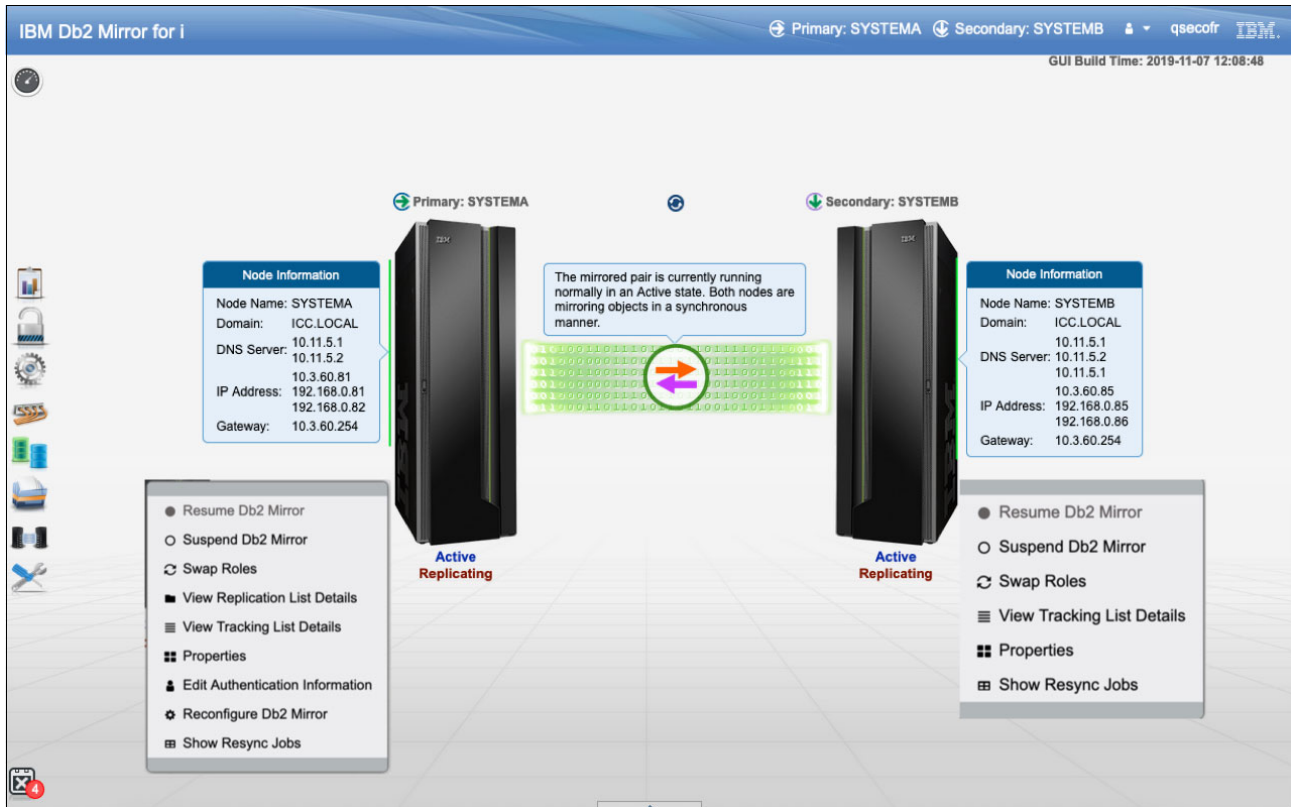 IBM Db2 Mirror for i
Primary: SYSTEMA Secondary: SYSTEMB qsecofr IBM.
GUI Build Time: 2019-11-07 12:08:48
Primary: SYSTEMA
Secondary: SYSTEMB
IBM
IBM
Node Information
Node Name: SYSTEMA
Domain: ICC.LOCAL
DNS Server: 10.11.5.1
10.11.5.2
IP Address: 10.3.60.81
192.168.0.81
192.168.0.82
Gateway: 10.3.60.254
The mirrored pair is currently running
normally in an Active state. Both nodes are
mirroring objects in a synchronous
manner.
Node Information
Node Name: SYSTEMB
Domain: ICC.LOCAL
DNS Server: 10.11.5.1
10.11.5.2
10.11.5.1
IP Address: 10.3.60.85
192.168.0.85
192.168.0.86
Gateway: 10.3.60.254
IBM
IBM
Active
Replicating
Active
Replicating
Resume Db2 Mirror
Suspend Db2 Mirror
Swap Roles
View Replication List Details
View Tracking List Details
Properties
Edit Authentication Information
Reconfigure Db2 Mirror
Show Resync Jobs
Resume Db2 Mirror
Suspend Db2 Mirror
Swap Roles
View Tracking List Details
Properties
Show Resync Jobs
4